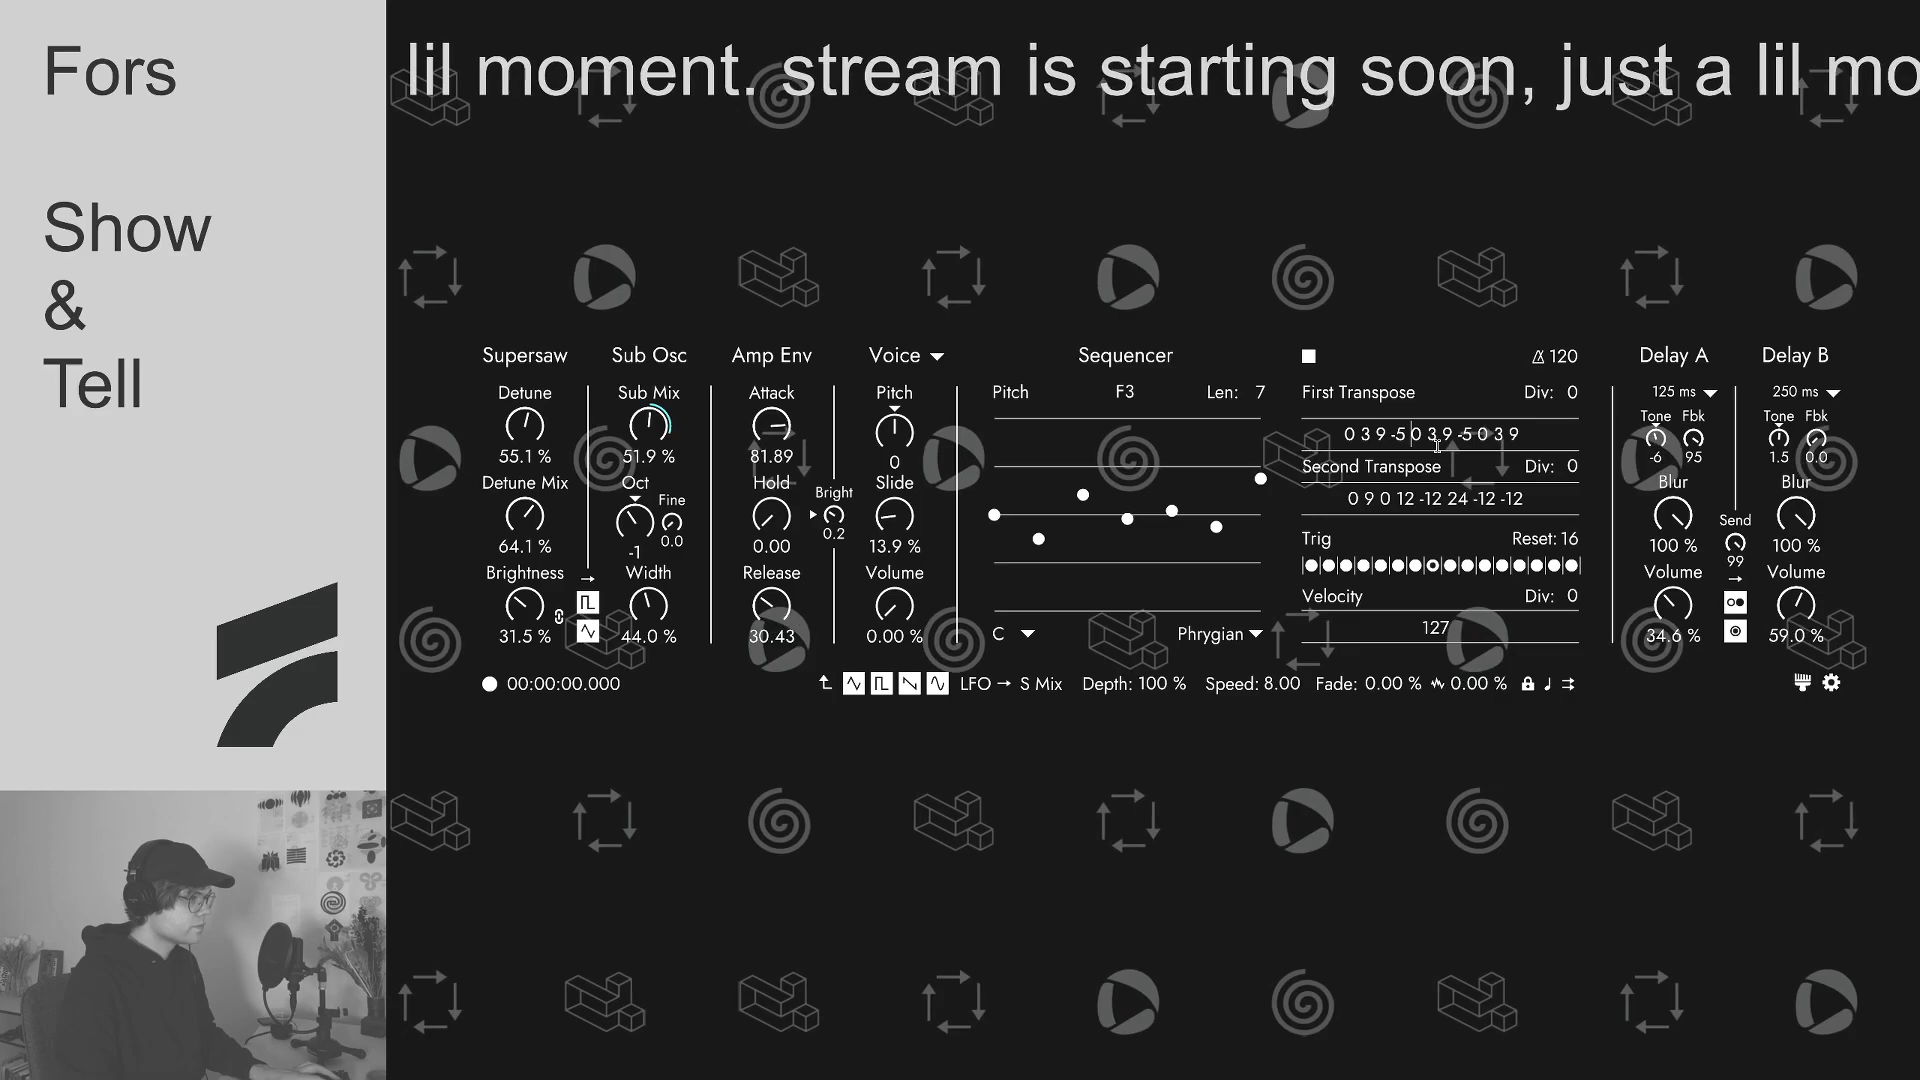 Fors
Show
&
Tell
lil moment. stream is starting soon, just a lil mo
Supersaw
Detune
55.1 %
Detune Mix
64.1 %
Brightness
31.5 %
Sub Osc
Sub Mix
51.9 %
Oct
-1
Fine
0.0
Width
44.0 %
Amp Env
Attack
81.89
Hold
0.00
Release
30.43
Bright
0.2
Voice
Pitch
0
Slide
13.9 %
Volume
0.00 %
Sequencer
Pitch F3 Len: 7
C Phrygian
120
First Transpose Div: 0
0 3 9 -5 0 3 9 -5 0 3 9
Second Transpose Div: 0
0 9 0 12 -12 24 -12 -12
Trig Reset: 16
Velocity Div: 0
127
Delay A
125 ms
Tone Fbk
-6 95
Blur
100 %
Volume
34.6 %
Send
99
Delay B
250 ms
Tone Fbk
1.5 0.0
Blur
100 %
Volume
59.0 %
00:00:00.000
LFO → S Mix Depth: 100 % Speed: 8.00 Fade: 0.00 % 0.00 %